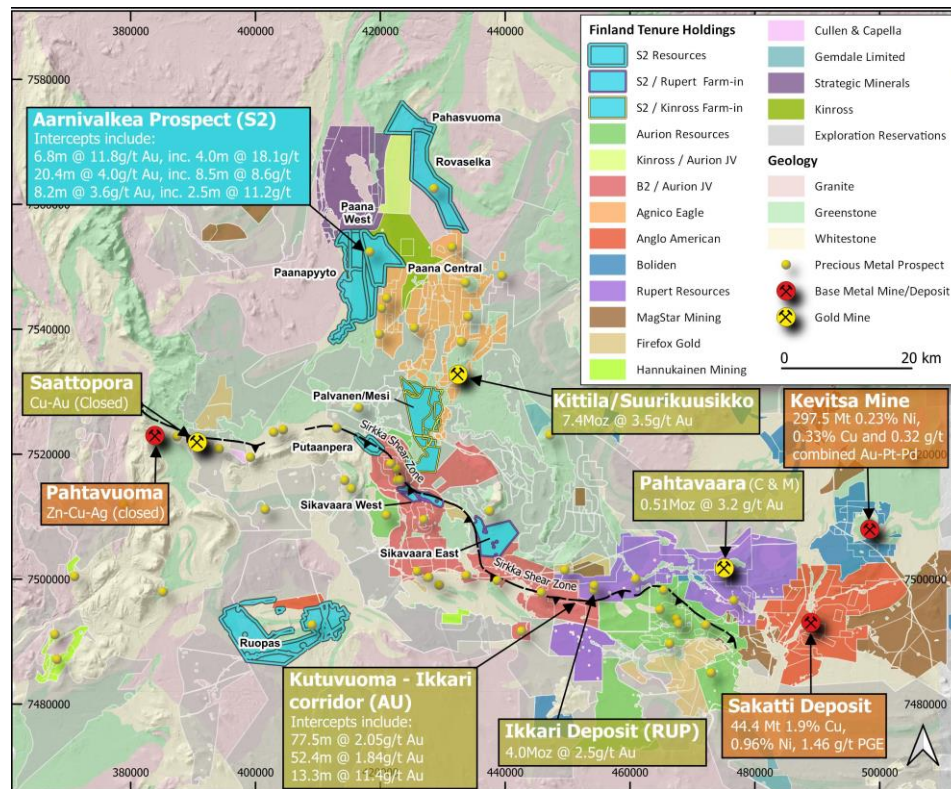 380000
400000
420000
440000
7580000
7560000
7540000
7520000
7500000
7480000
Aarnivalkea Prospect (S2)
Intercepts include:
6.8m @ 11.8g/t Au, inc. 4.0m @ 18.1g/t
20.4m @ 4.0g/t Au, inc. 8.5m @ 8.6g/t
8.2m @ 3.6g/t Au, inc. 2.5m @ 11.2g/t
Pahasvuoma
Rovaselka
Paana
West
Paanapyyto
Paana Central
Finland Tenure Holdings
S2 Resources
S2 / Rupert Farm-in
S2 / Kinross Farm-in
Aurion Resources
Kinross / Aurion JV
B2 / Aurion JV
Agnico Eagle
Anglo American
Boliden
Rupert Resources
MagStar Mining
Firefox Gold
Hannukainen Mining
Cullen & Capella
Gemdale Limited
Strategic Minerals
Kinross
Exploration Reservations
Geology
Granite
Greenstone
Whitestone
Precious Metal Prospect
Base Metal Mine/Deposit
Gold Mine
0 20 km
Saattopora
Cu-Au (Closed)
Pahtavuoma
Zn-Cu-Ag (closed)
Palvanen/Mesi
Putaanpera
Sirkka Shear Zone
Sikavaara West
Sikavaara East
Sirkka Shear Zone
Kittila/Suurikuusikko
7.4Moz @ 3.5g/t Au
Kevitsa Mine
297.5 Mt 0.23% Ni,
0.33% Cu and 0.32 g/t
combined Au-Pt-Pd
7520000
Pahtavaara (C & M)
0.51Moz @ 3.2 g/t Au
7500000
Ruopas
Kutuvuoma - Ikkari
corridor (AU)
Intercepts include:
77.5m @ 2.05g/t Au
52.4m @ 1.84g/t Au
13.3m @ 11.4g/t Au
Ikkari Deposit (RUP)
4.0Moz @ 2.5g/t Au
Sakatti Deposit
44.4 Mt 1.9% Cu,
0.96% Ni, 1.46 g/t PGE
7480000
380000
400000
420000
440000
460000
480000
500000